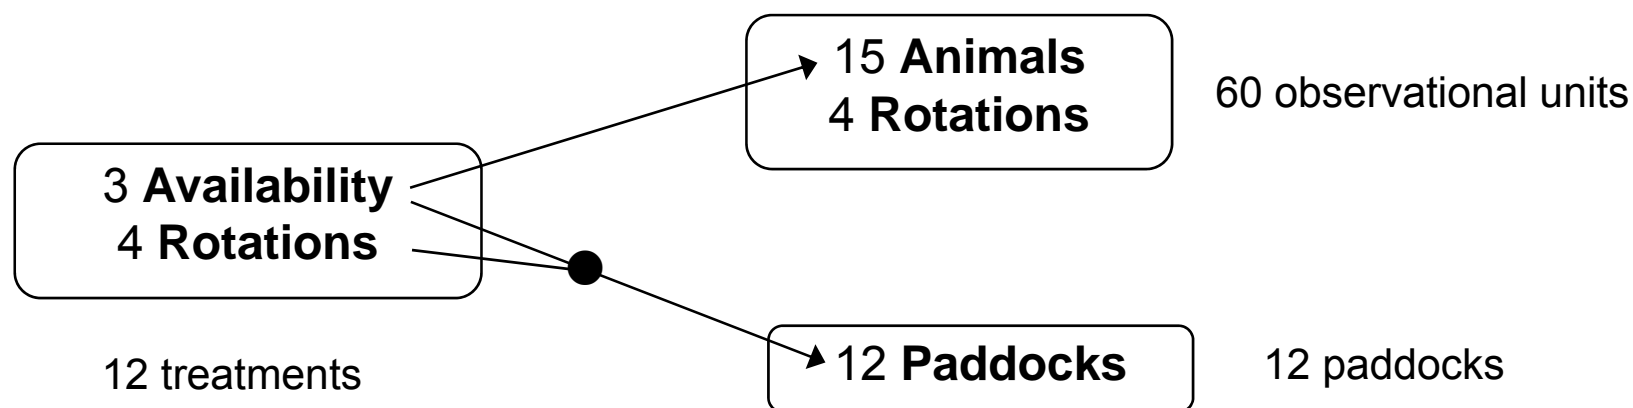 15 Animals
4 Rotations
60 observational units
3 Availability
4 Rotations
12 treatments
12 Paddocks
12 paddocks